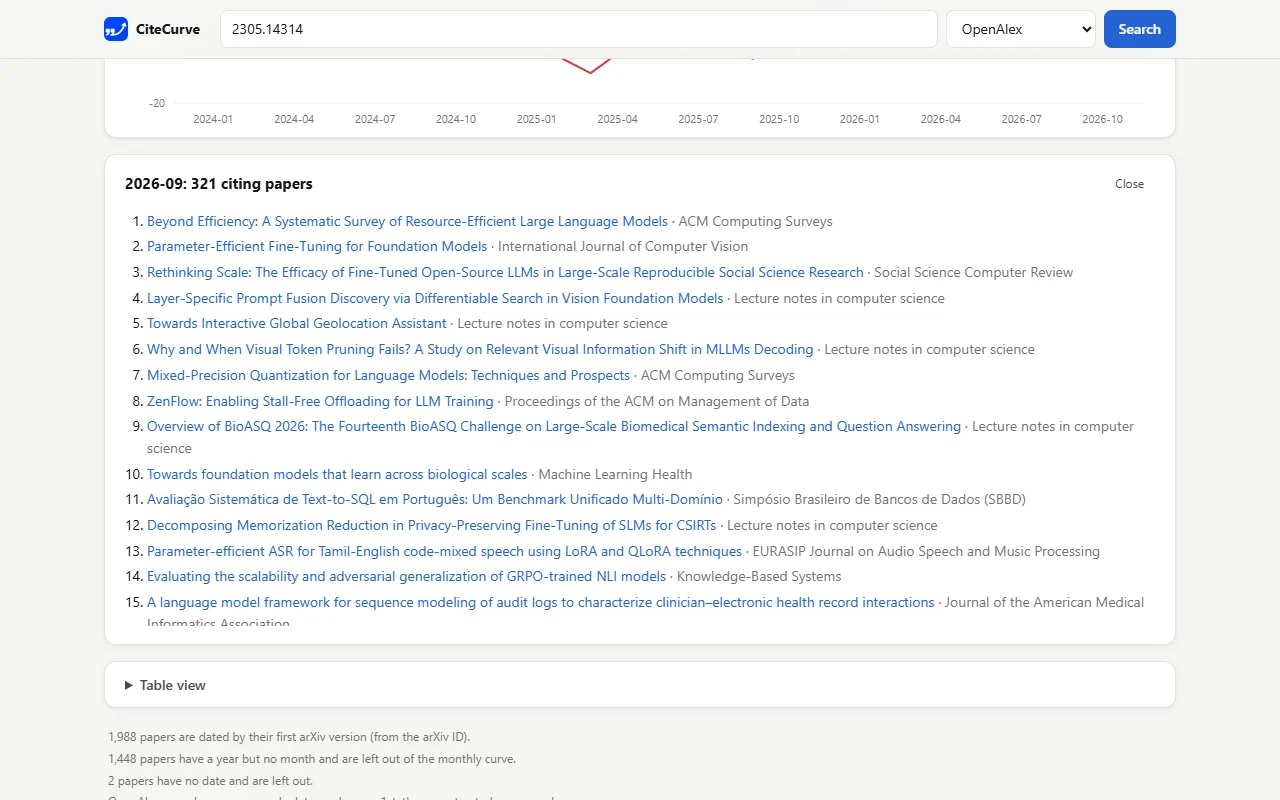 CiteCurve
2305.14314
OpenAlex
Search
-20
2024-01 2024-04 2024-07 2024-10 2025-01 2025-04 2025-07 2025-10 2026-01 2026-04 2026-07 2026-10
2026-09: 321 citing papers
Close
1. Beyond Efficiency: A Systematic Survey of Resource-Efficient Large Language Models · ACM Computing Surveys
2. Parameter-Efficient Fine-Tuning for Foundation Models · International Journal of Computer Vision
3. Rethinking Scale: The Efficacy of Fine-Tuned Open-Source LLMs in Large-Scale Reproducible Social Science Research · Social Science Computer Review
4. Layer-Specific Prompt Fusion Discovery via Differentiable Search in Vision Foundation Models · Lecture notes in computer science
5. Towards Interactive Global Geolocation Assistant · Lecture notes in computer science
6. Why and When Visual Token Pruning Fails? A Study on Relevant Visual Information Shift in MLLMs Decoding · Lecture notes in computer science
7. Mixed-Precision Quantization for Language Models: Techniques and Prospects · ACM Computing Surveys
8. ZenFlow: Enabling Stall-Free Offloading for LLM Training · Proceedings of the ACM on Management of Data
9. Overview of BioASQ 2026: The Fourteenth BioASQ Challenge on Large-Scale Biomedical Semantic Indexing and Question Answering · Lecture notes in computer
science
10. Towards foundation models that learn across biological scales · Machine Learning Health
11. Avaliação Sistemática de Text-to-SQL em Português: Um Benchmark Unificado Multi-Domínio · Simpósio Brasileiro de Bancos de Dados (SBBD)
12. Decomposing Memorization Reduction in Privacy-Preserving Fine-Tuning of SLMs for CSIRTs · Lecture notes in computer science
13. Parameter-efficient ASR for Tamil-English code-mixed speech using LoRA and QLoRA techniques · EURASIP Journal on Audio Speech and Music Processing
14. Evaluating the scalability and adversarial generalization of GRPO-trained NLI models · Knowledge-Based Systems
15. A language model framework for sequence modeling of audit logs to characterize clinician–electronic health record interactions · Journal of the American Medical
Informatics Association
Table view
1,988 papers are dated by their first arXiv version (from the arXiv ID).
1,448 papers have a year but no month and are left out of the monthly curve.
2 papers have no date and are left out.